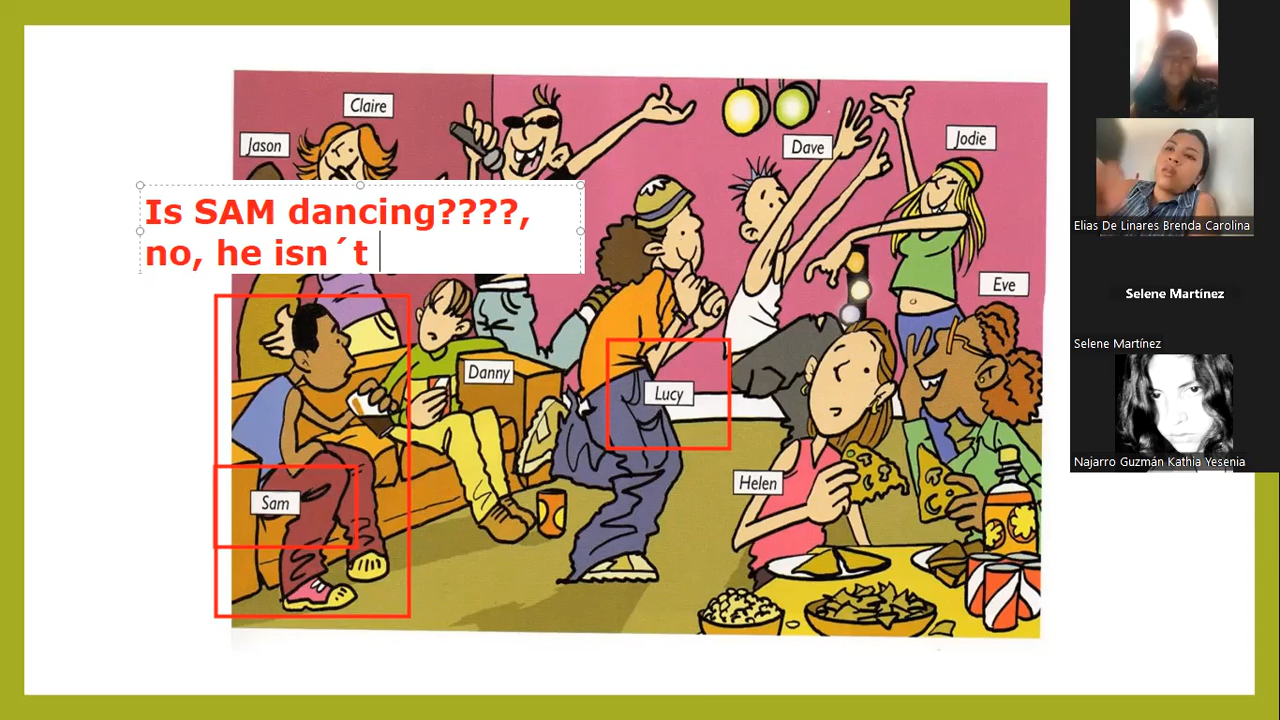 Claire
Jason
Dave
Jodie
Is SAM dancing????,
no, he isn´t
Eve
Danny
Lucy
Helen
Sam
Elias De Linares Brenda Carolina
Selene Martínez
Selene Martínez
Najarro Guzmán Kathia Yesenia